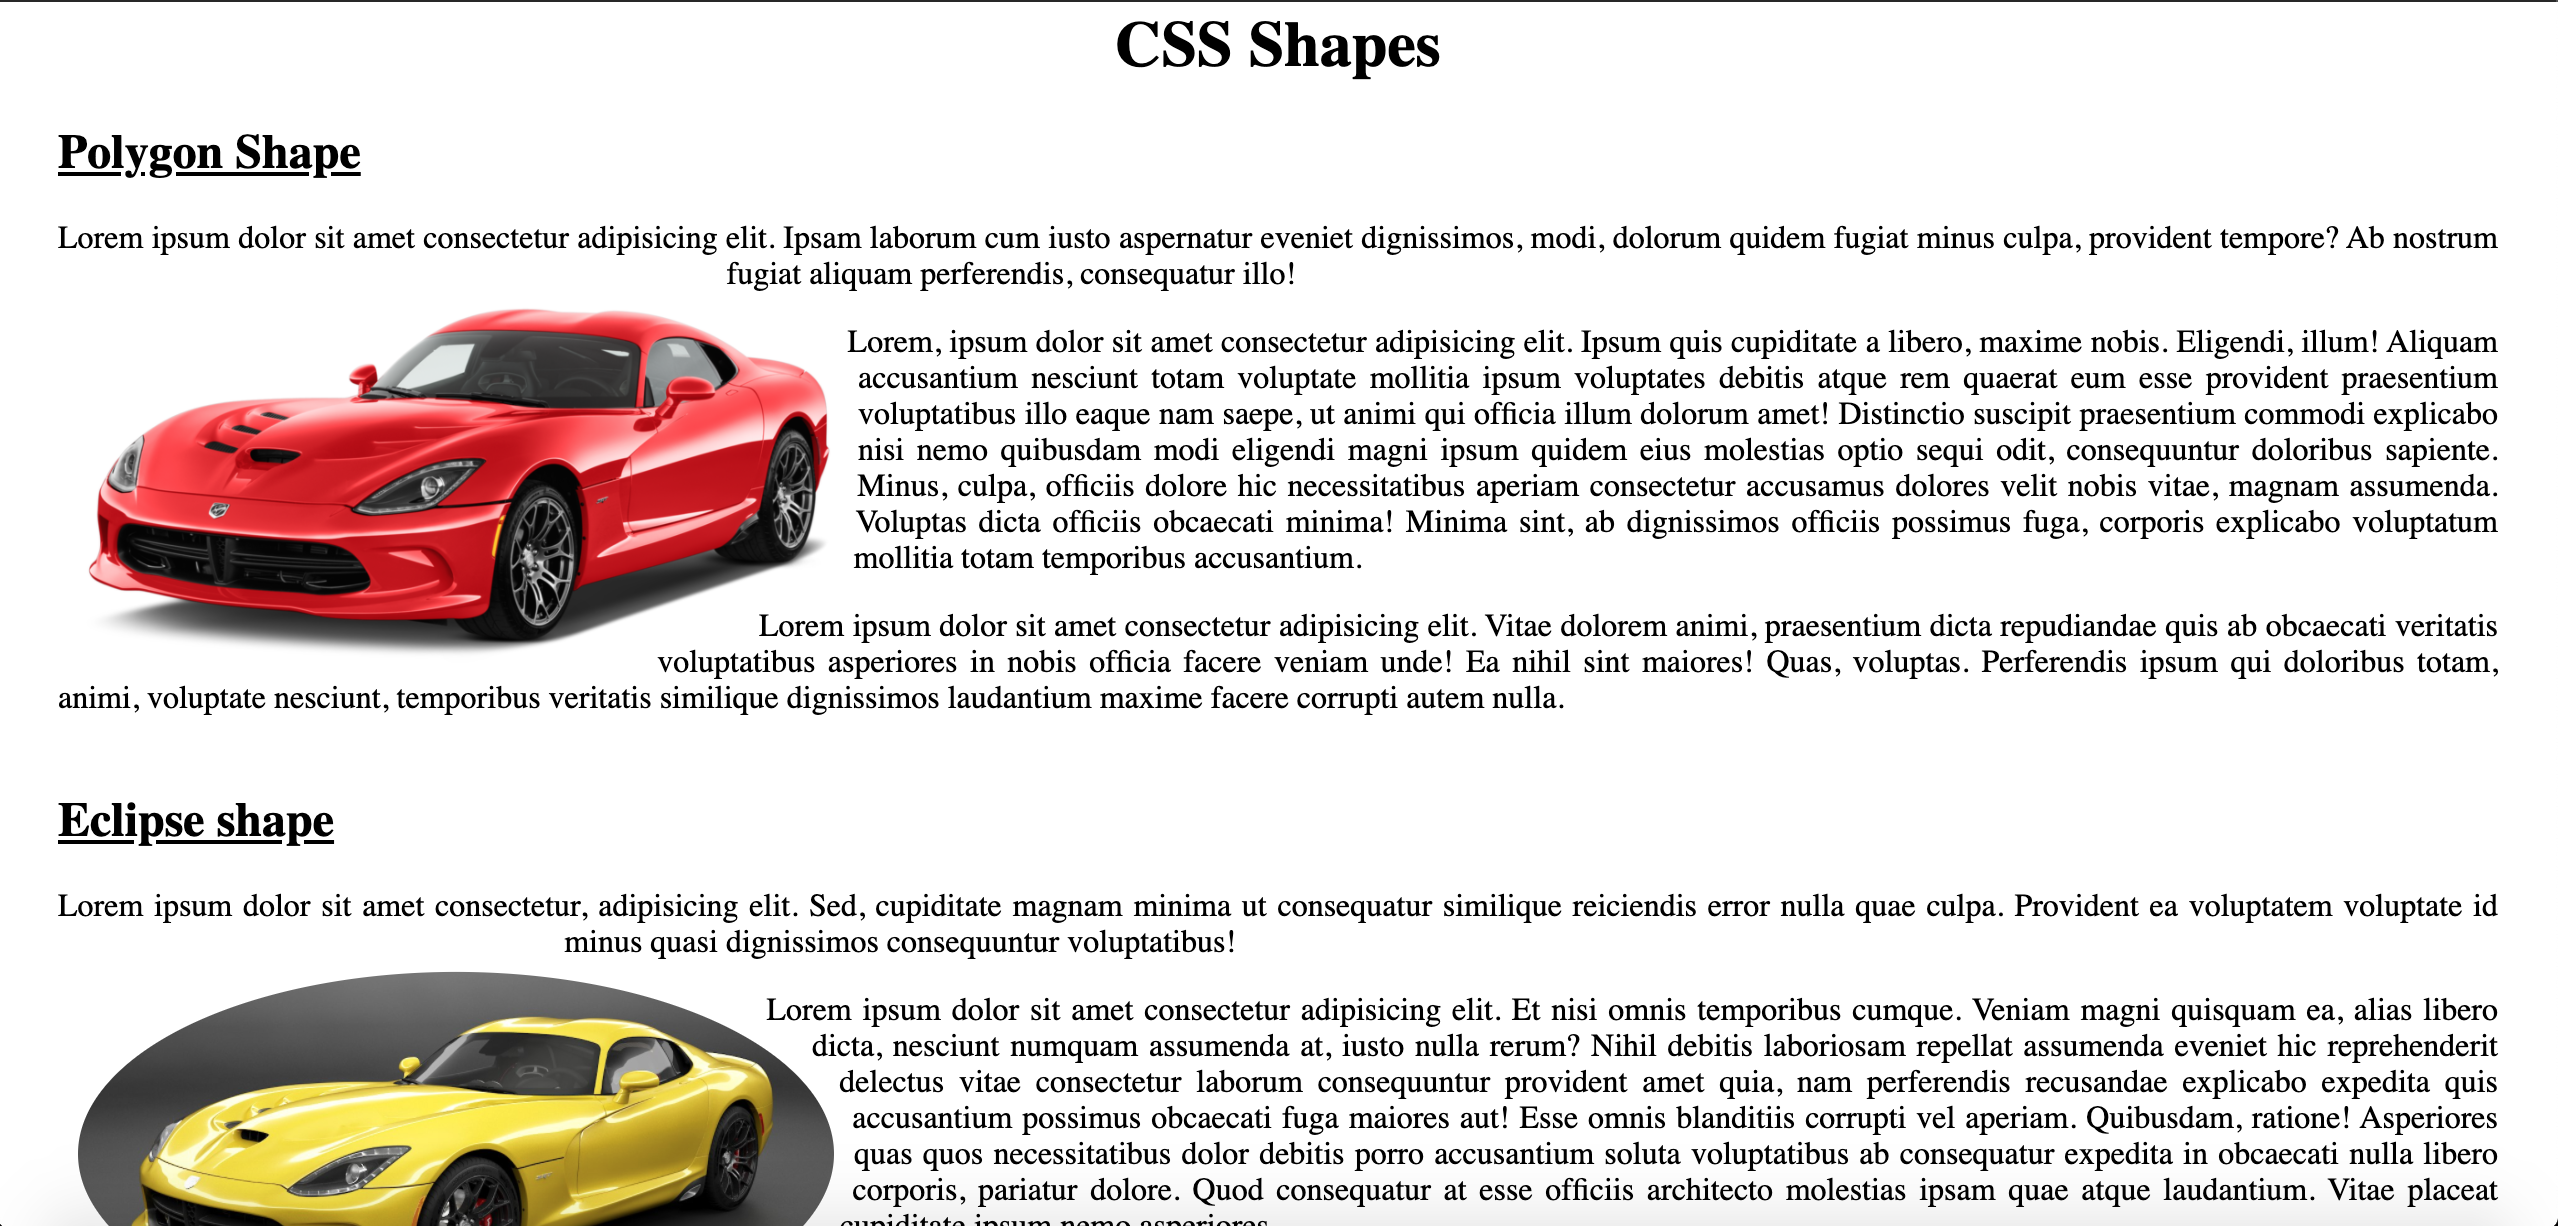 CSS Shapes
Polygon Shape
Lorem ipsum dolor sit amet consectetur adipisicing elit. Ipsam laborum cum iusto aspernatur eveniet dignissimos, modi, dolorum quidem fugiat minus culpa, provident tempore? Ab nostrum
fugiat aliquam perferendis, consequatur illo!
Lorem, ipsum dolor sit amet consectetur adipisicing elit. Ipsum quis cupiditate a libero, maxime nobis. Eligendi, illum! Aliquam
accusantium nesciunt totam voluptate mollitia ipsum voluptates debitis atque rem quaerat eum esse provident praesentium
voluptatibus illo eaque nam saepe, ut animi qui officia illum dolorum amet! Distinctio suscipit praesentium commodi explicabo
nisi nemo quibusdam modi eligendi magni ipsum quidem eius molestias optio sequi odit, consequuntur doloribus sapiente.
Minus, culpa, officiis dolore hic necessitatibus aperiam consectetur accusamus dolores velit nobis vitae, magnam assumenda.
Voluptas dicta officiis obcaecati minima! Minima sint, ab dignissimos officiis possimus fuga, corporis explicabo voluptatum
mollitia totam temporibus accusantium.
Lorem ipsum dolor sit amet consectetur adipisicing elit. Vitae dolorem animi, praesentium dicta repudiandae quis ab obcaecati veritatis
voluptatibus asperiores in nobis officia facere veniam unde! Ea nihil sint maiores! Quas, voluptas. Perferendis ipsum qui doloribus totam,
animi, voluptate nesciunt, temporibus veritatis similique dignissimos laudantium maxime facere corrupti autem nulla.
Eclipse shape
Lorem ipsum dolor sit amet consectetur, adipisicing elit. Sed, cupiditate magnam minima ut consequatur similique reiciendis error nulla quae culpa. Provident ea voluptatem voluptate id
minus quasi dignissimos consequuntur voluptatibus!
Lorem ipsum dolor sit amet consectetur adipisicing elit. Et nisi omnis temporibus cumque. Veniam magni quisquam ea, alias libero
dicta, nesciunt numquam assumenda at, iusto nulla rerum? Nihil debitis laboriosam repellat assumenda eveniet hic reprehenderit
delectus vitae consectetur laborum consequuntur provident amet quia, nam perferendis recusandae explicabo expedita quis
accusantium possimus obcaecati fuga maiores aut! Esse omnis blanditiis corrupti vel aperiam. Quibusdam, ratione! Asperiores
quas quos necessitatibus dolor debitis porro accusantium soluta voluptatibus ab consequatur expedita in obcaecati nulla libero
corporis, pariatur dolore. Quod consequatur at esse officiis architecto molestias ipsam quae atque laudantium. Vitae placeat
cupiditate ipsum nemo asperiores.